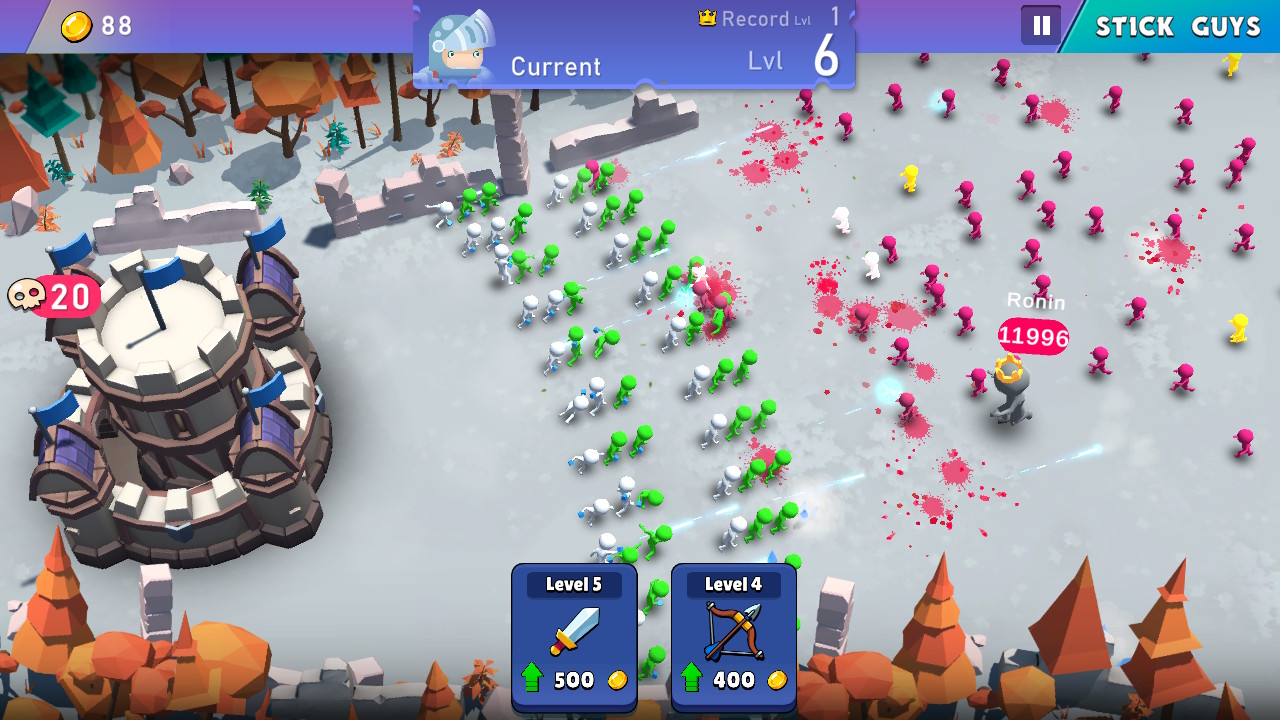 88
Record Lvl 1
STICK GUYS
Current Lvl 6
20
Ronin
11996
Level 5
500
Level 4
400